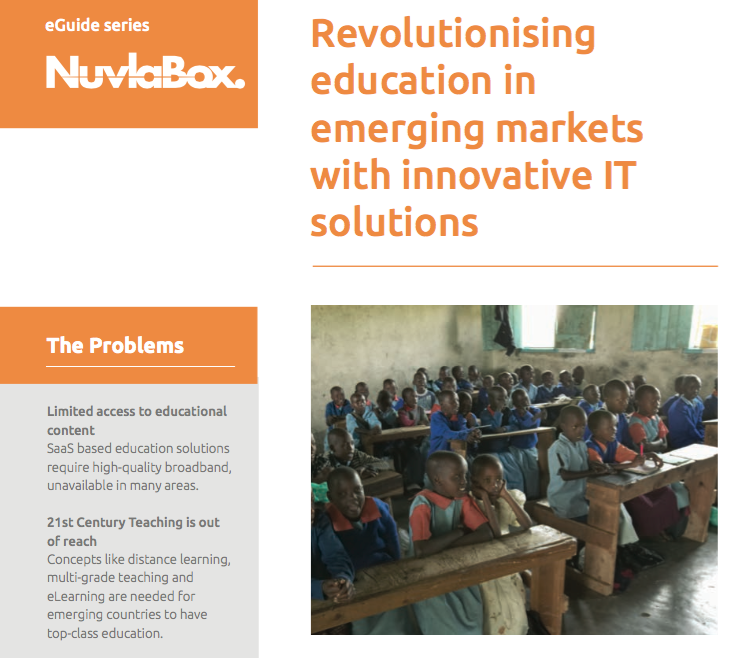 eGuide series
NuvlaBox.
Revolutionising
education in
emerging markets
with innovative IT
solutions
The Problems
Limited access to educational
content
SaaS based education solutions
require high-quality broadband,
unavailable in many areas.
21st Century Teaching is out
of reach
Concepts like distance learning,
multi-grade teaching and
eLearning are needed for
emerging countries to have
top-class education.